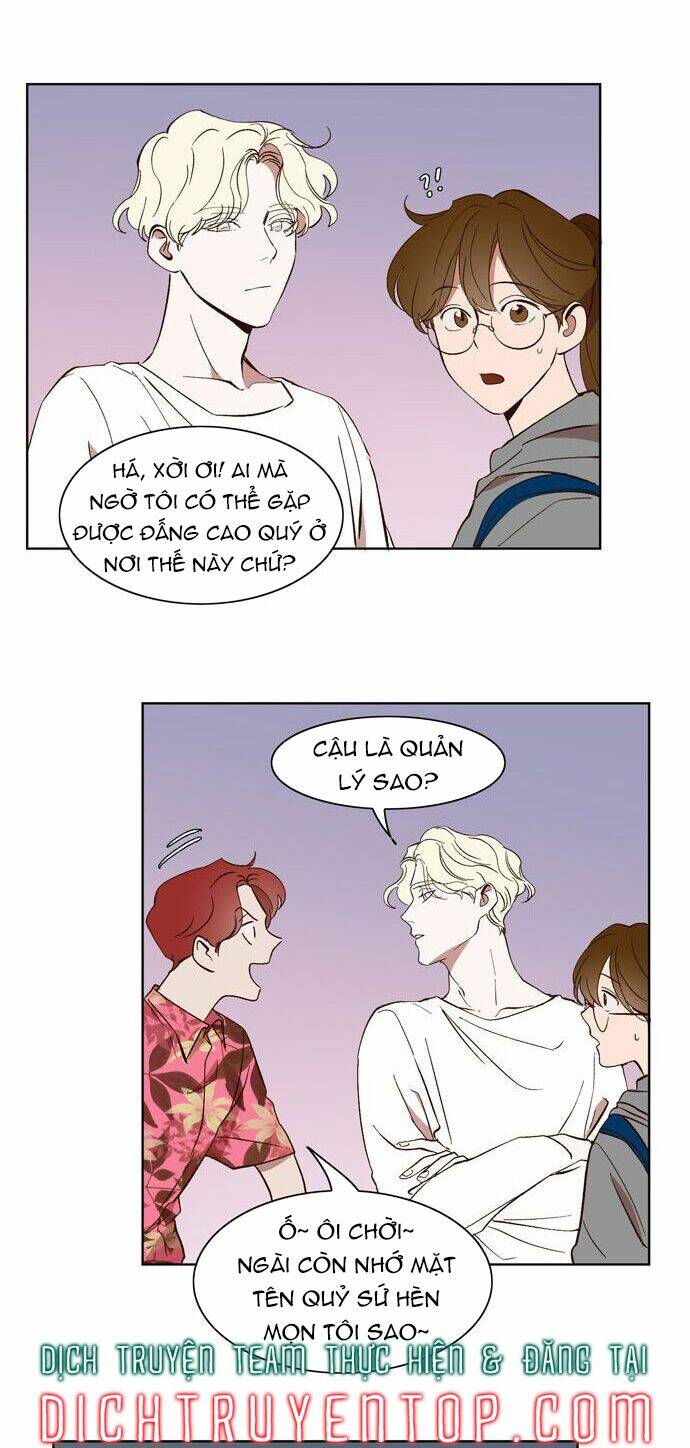 ?!
HÁ, XỜI ƠI! AI MÀ
NGỜ TÔI CÓ THỂ GẶP
ĐƯỢC ĐẤNG CAO QUÝ Ở
NƠI THẾ NÀY CHỨ?
CẬU LÀ QUẢN
LÝ SAO?
Ố~ ÔI CHỜI~
NGÀI CÒN NHỚ MẶT
TÊN QUỶ SỨ HÈN
MỌN TÔI SAO~
DỊCH TRUYỆN TEAM THỰC HIỆN & ĐĂNG TẠI
DICHTRUYENTOP.COM